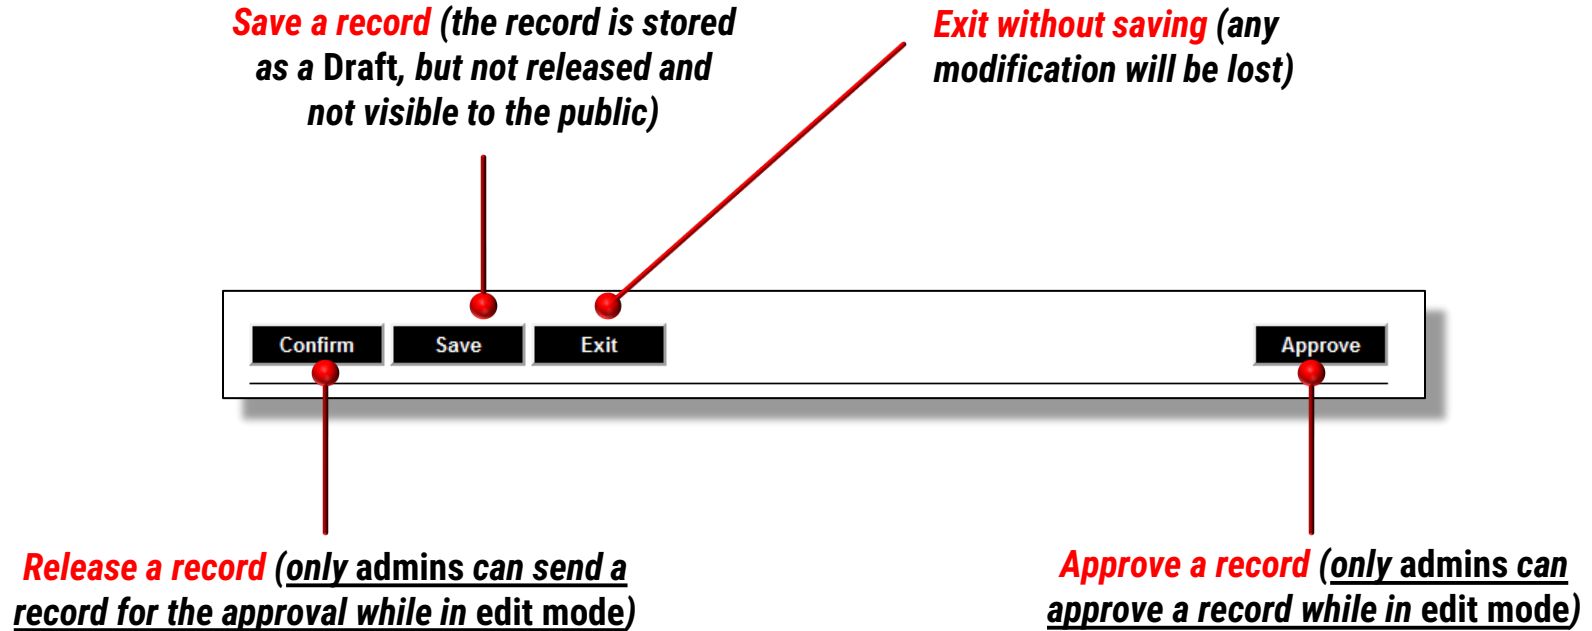 Save a record (the record is stored
as a Draft, but not released and
not visible to the public)
Exit without saving (any
modification will be lost)
Confirm
Save
Exit
Approve
Release a record (only admins can send a
record for the approval while in edit mode)
Approve a record (only admins can
approve a record while in edit mode)